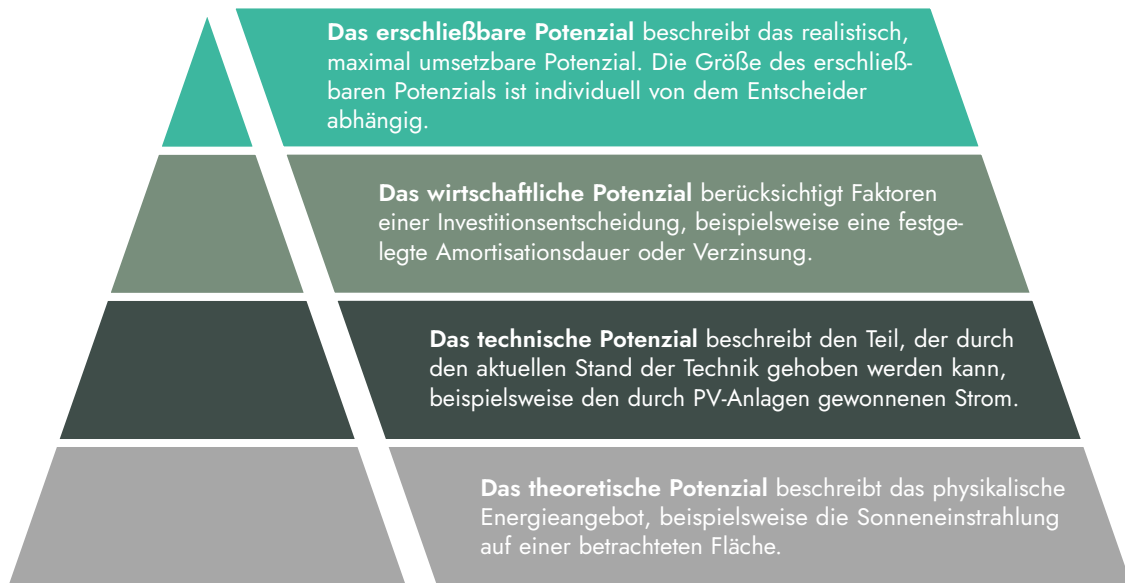 Das erschließbare Potenzial beschreibt das realistisch,
maximal umsetzbare Potenzial. Die Größe des erschließ-
baren Potenzials ist individuell von dem Entscheider
abhängig.
Das wirtschaftliche Potenzial berücksichtigt Faktoren
einer Investitionsentscheidung, beispielsweise eine festge-
legte Amortisationsdauer oder Verzinsung.
Das technische Potenzial beschreibt den Teil, der durch
den aktuellen Stand der Technik gehoben werden kann,
beispielsweise den durch PV-Anlagen gewonnenen Strom.
Das theoretische Potenzial beschreibt das physikalische
Energieangebot, beispielsweise die Sonneneinstrahlung
auf einer betrachteten Fläche.